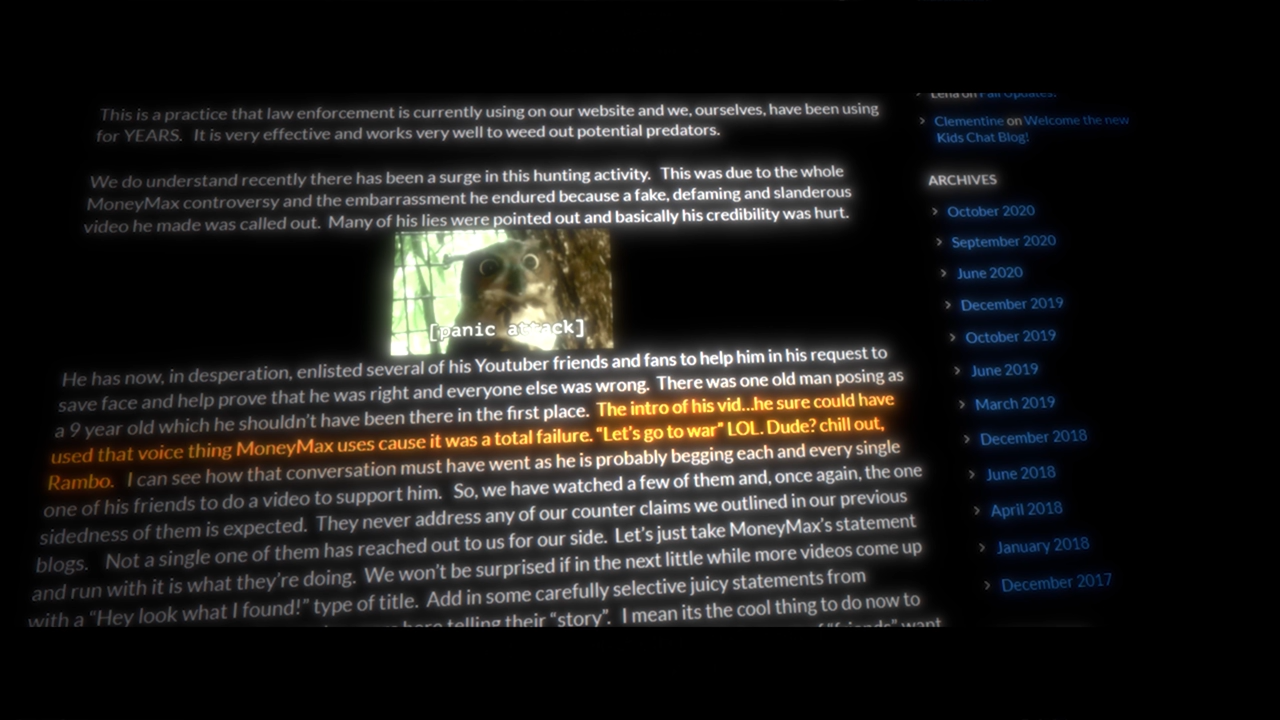 This is a practice that law enforcement is currently using on our website and we, ourselves, have been using
for YEARS. It is very effective and works very well to weed out potential predators.
We do understand recently there has been a surge in this hunting activity. This was due to the whole
MoneyMax controversy and the embarrassment he endured because a fake, defaming and slanderous
video he made was called out. Many of his lies were pointed out and basically his credibility was hurt.
[panic attack]
He has now, in desperation, enlisted several of his Youtuber friends and fans to help him in his request to
save face and help prove that he was right and everyone else was wrong. There was one old man posing as
a 9 year old which he shouldn't have been there in the first place. The intro of his vid...he sure could have
used that voice thing MoneyMax uses cause it was a total failure. “Let's go to war” LOL. Dude? chill out,
Rambo. I can see how that conversation must have went as he is probably begging each and every single
one of his friends to do a video to support him. So, we have watched a few of them and, once again, the one
sidedness of them is expected. They never address any of our counter claims we outlined in our previous
blogs. Not a single one of them has reached out to us for our side. Let's just take MoneyMax's statement
and run with it is what they're doing. We won't be surprised if in the next little while more videos come up
with a “Hey look what I found!” type of title. Add in some carefully selective juicy statements from
here telling their “story”. I mean its the cool thing to do now to
of “friends” want
Lena on Fall Updates!
> Clementine on Welcome the new
Kids Chat Blog!
ARCHIVES
> October 2020
> September 2020
> June 2020
> December 2019
> October 2019
> June 2019
> March 2019
> December 2018
> June 2018
> April 2018
> January 2018
> December 2017